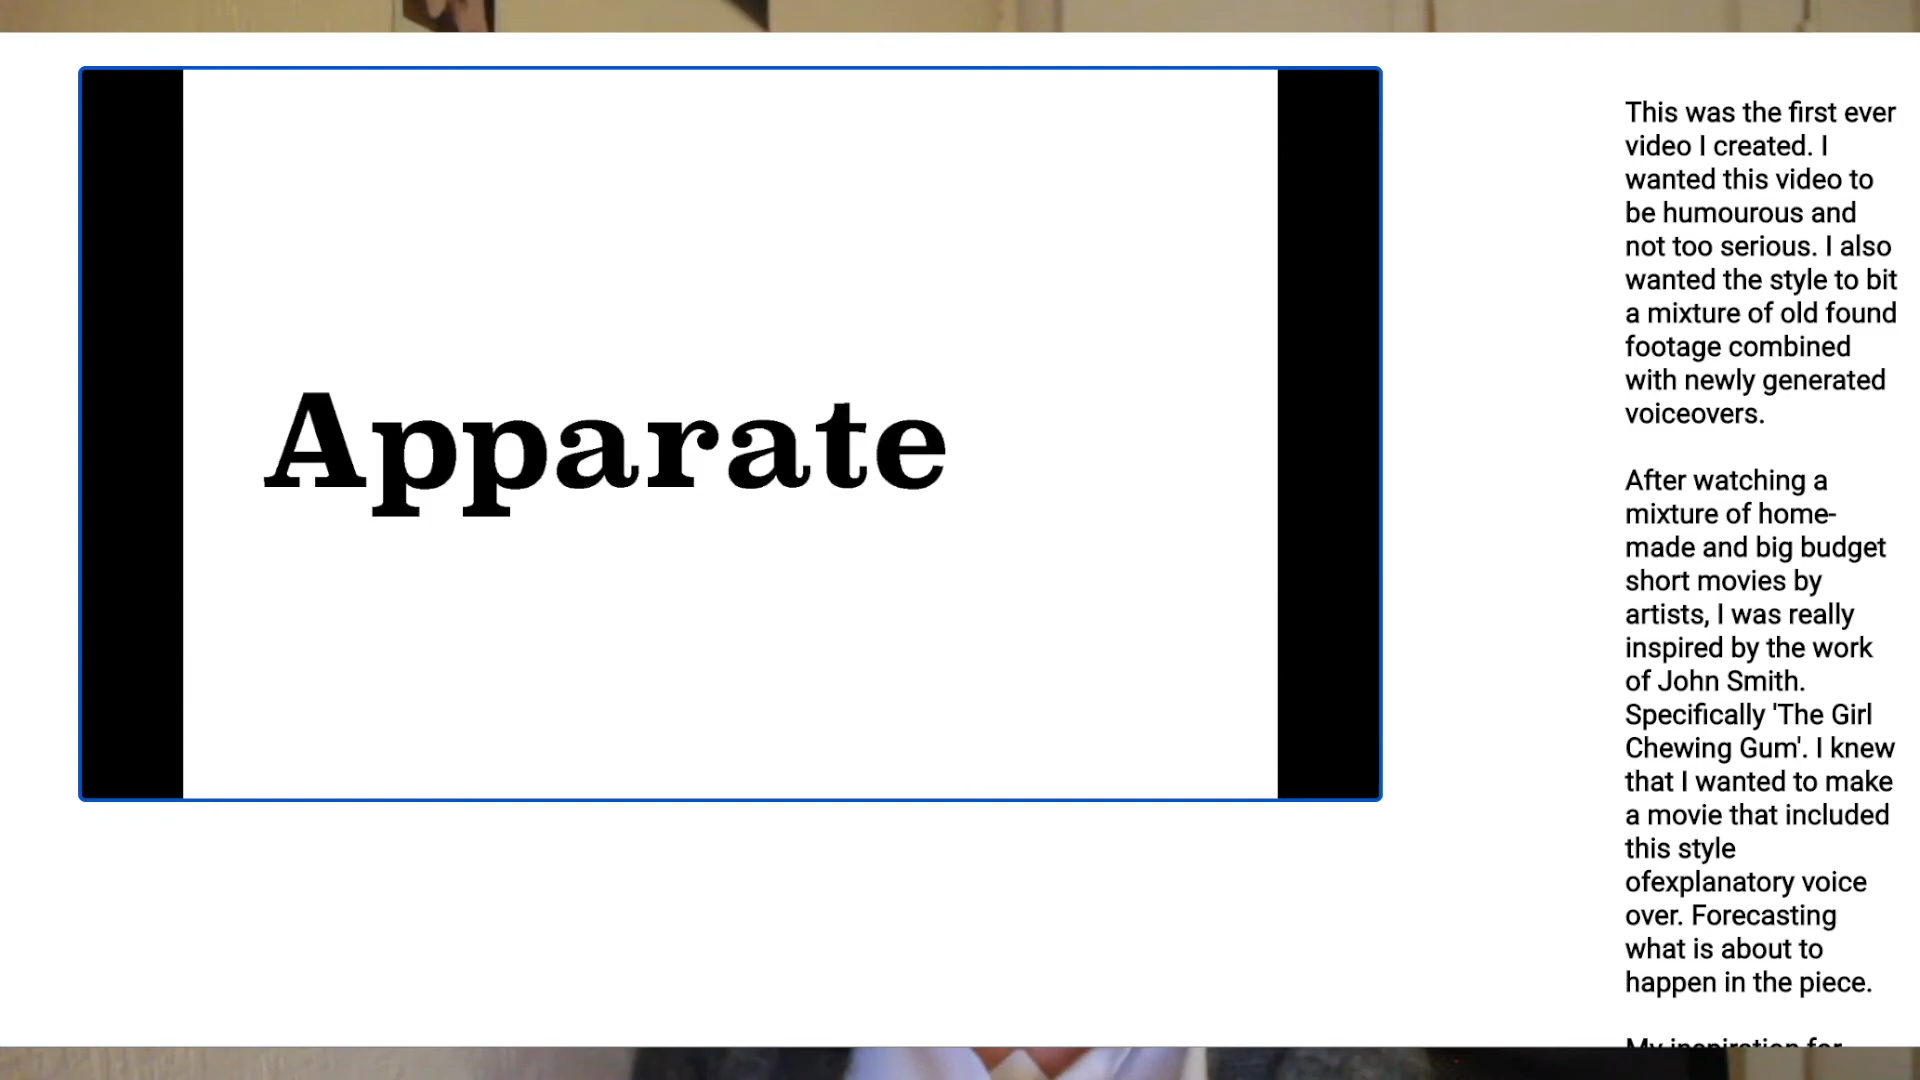 Apparate
This was the first ever
video I created. I
wanted this video to
be humourous and
not too serious. I also
wanted the style to bit
a mixture of old found
footage combined
with newly generated
voiceovers.
After watching a
mixture of home-
made and big budget
short movies by
artists, I was really
inspired by the work
of John Smith.
Specifically 'The Girl
Chewing Gum'. I knew
that I wanted to make
a movie that included
this style
ofexplanatory voice
over. Forecasting
what is about to
happen in the piece.
My inspiration for